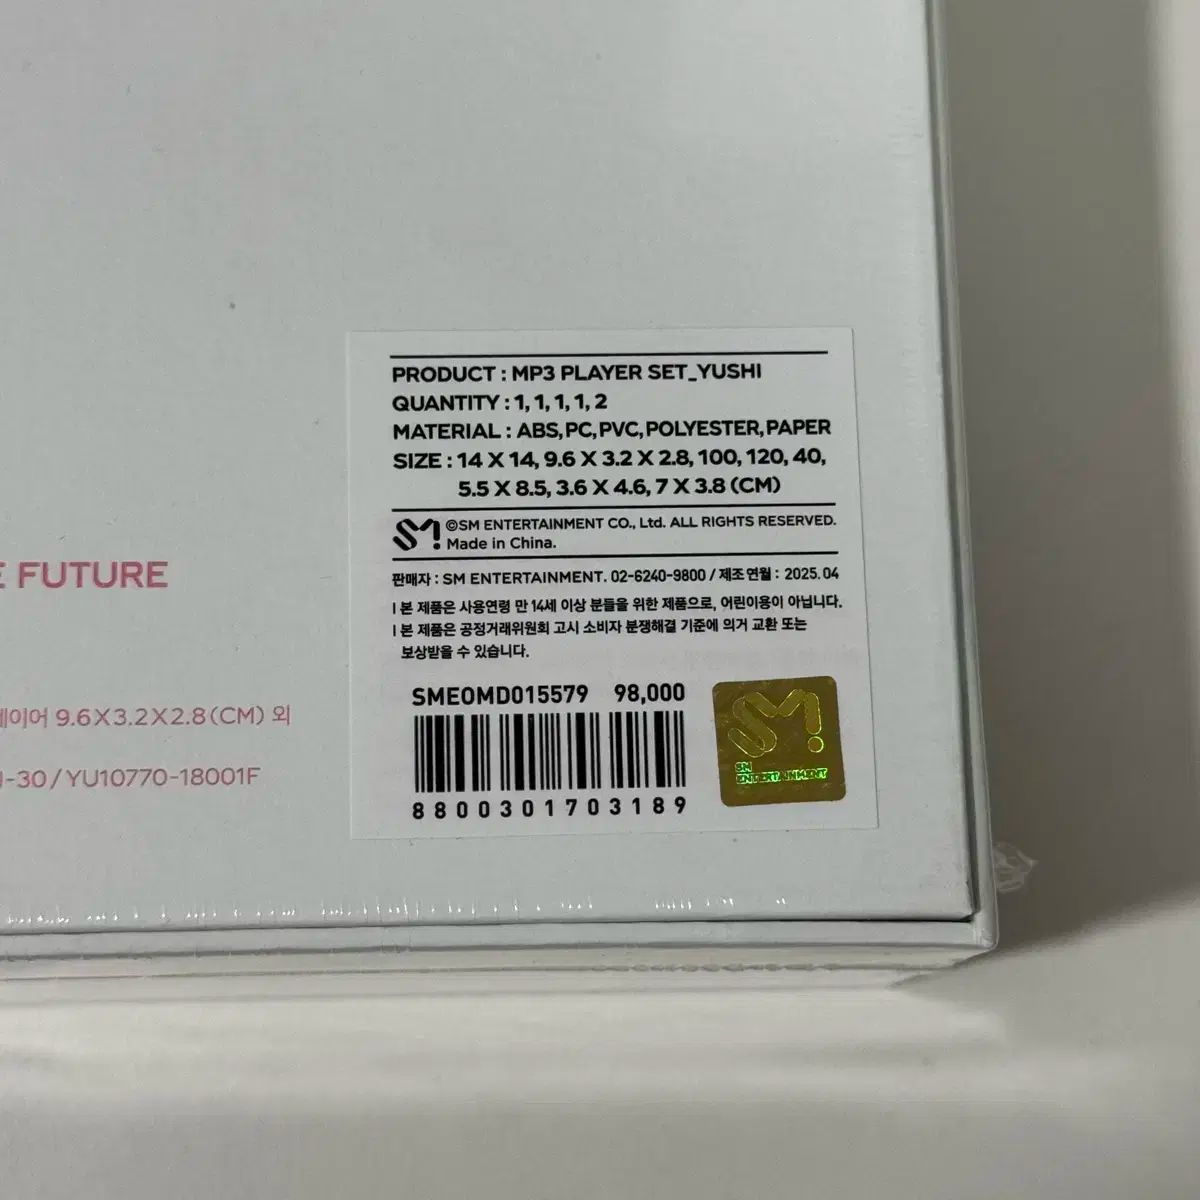 PRODUCT : MP3 PLAYER SET_YUSHI
QUANTITY : 1, 1, 1, 1, 2
MATERIAL : ABS, PC, PVC, POLYESTER, PAPER
SIZE : 14 X 14, 9.6 X 3.2 X 2.8, 100, 120, 40,
5.5 X 8.5, 3.6 X 4.6, 7 X 3.8 (CM)
SM ©SM ENTERTAINMENT CO., Ltd. ALL RIGHTS RESERVED.
Made in China.
판매자 : SM ENTERTAINMENT. 02-6240-9800 / 제조 연월 : 2025. 04
l 본 제품은 사용연령 만 14세 이상 분들을 위한 제품으로, 어린이용이 아닙니다.
l 본 제품은 공정거래위원회 고시 소비자 분쟁해결 기준에 의거 교환 또는
보상받을 수 있습니다.
SMEOMD015579 98,000
8800301703189
SM
SM
ENTERTAINMENT
FUTURE
레이어 9.6X3.2X2.8(CM) 외
-30 / YU10770-18001F